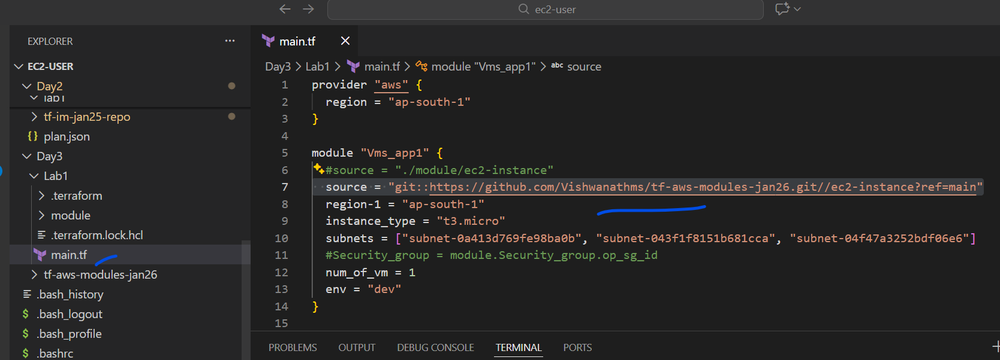 ec2-user
EXPLORER
···
main.tf
EC2-USER
Day2
lab1
tf-im-jan25-repo
{} plan.json
Day3
Lab1
.terraform
module
.terraform.lock.hcl
main.tf
tf-aws-modules-jan26
.bash_history
$ .bash_logout
$ .bash_profile
$ .bashrc
Day3 > Lab1 > main.tf > module "Vms_app1" > abc source
1 provider "aws" {
2 region = "ap-south-1"
3 }
4
5 module "Vms_app1" {
6 #source = "./module/ec2-instance"
7 source = "git::https://github.com/Vishwanathms/tf-aws-modules-jan26.git//ec2-instance?ref=main"
8 region-1 = "ap-south-1"
9 instance_type = "t3.micro"
10 subnets = ["subnet-0a413d769fe98ba0b", "subnet-043f1f8151b681cca", "subnet-04f47a3252bdf06e6"]
11 #Security_group = module.Security_group.op_sg_id
12 num_of_vm = 1
13 env = "dev"
14 }
15
PROBLEMS OUTPUT DEBUG CONSOLE TERMINAL PORTS